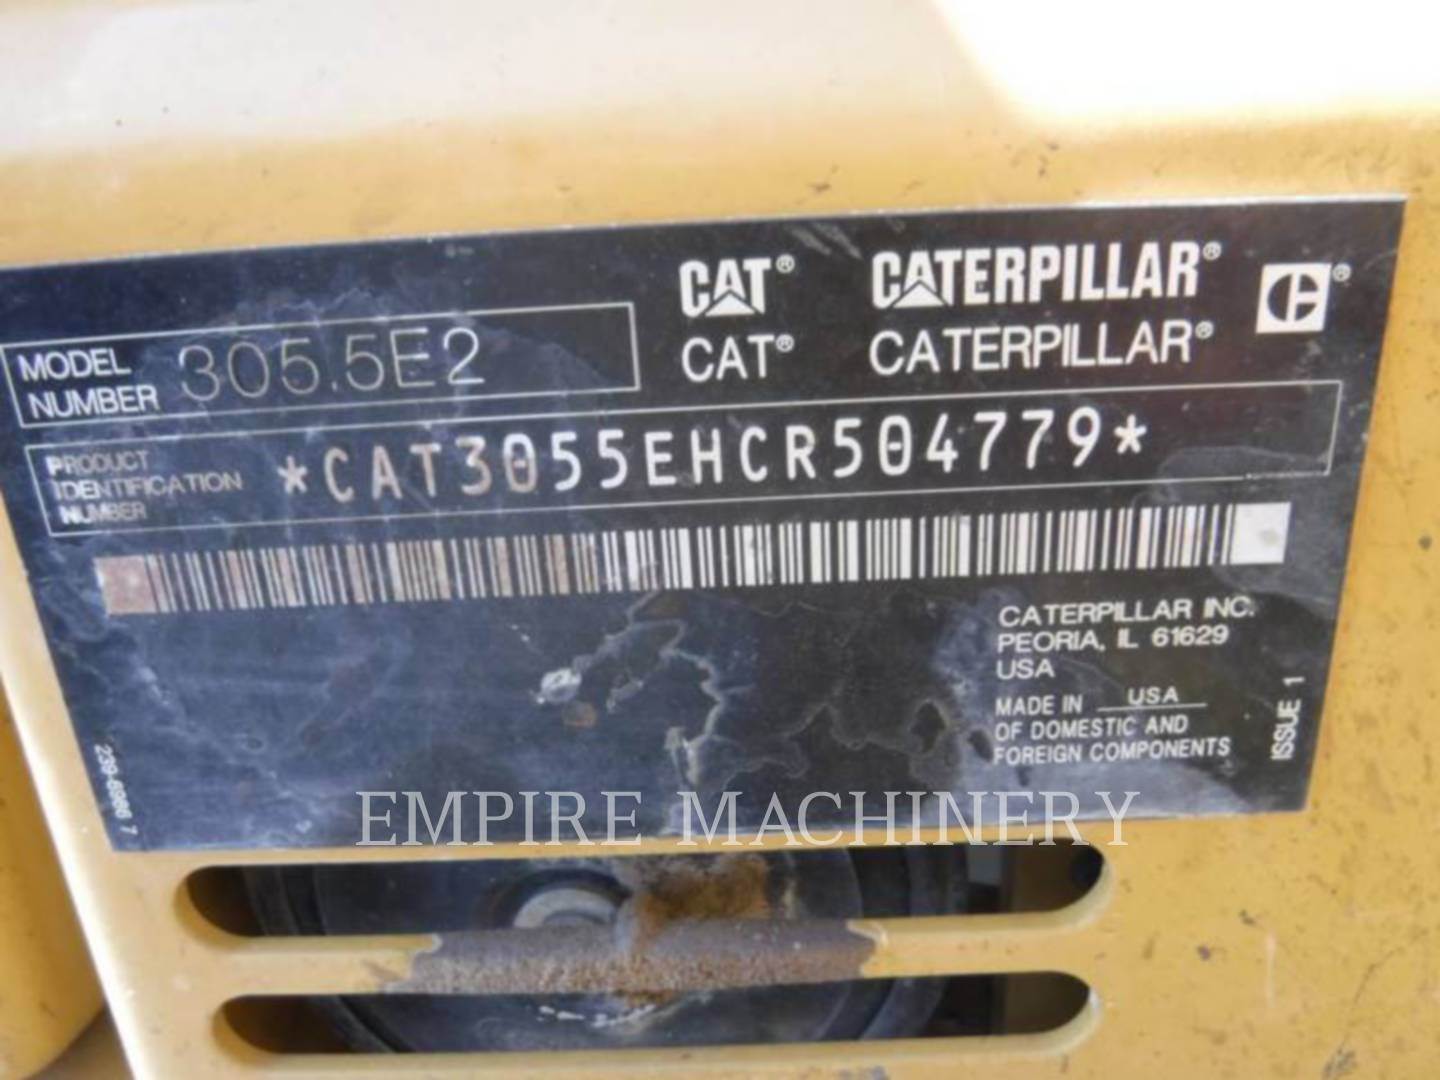 CAT® CATERPILLAR® ®
CAT® CATERPILLAR®
MODEL NUMBER 305.5E2
PRODUCT IDENTIFICATION NUMBER *CAT3055EHCR504779*
CATERPILLAR INC.
PEORIA, IL 61629
USA
MADE IN USA
OF DOMESTIC AND
FOREIGN COMPONENTS
ISSUE 1
EMPIRE MACHINERY